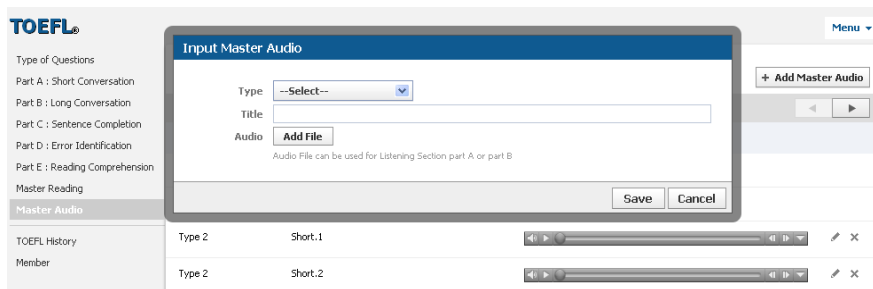 TOEFL®
Menu
Type of Questions
Part A : Short Conversation
Part B : Long Conversation
Part C : Sentence Completion
Part D : Error Identification
Part E : Reading Comprehension
Master Reading
Master Audio
TOEFL History
Member
+ Add Master Audio
Input Master Audio
Type --Select--
Title
Audio Add File
Audio File can be used for Listening Section part A or part B
Save Cancel
Type 2 Short.1
Type 2 Short.2